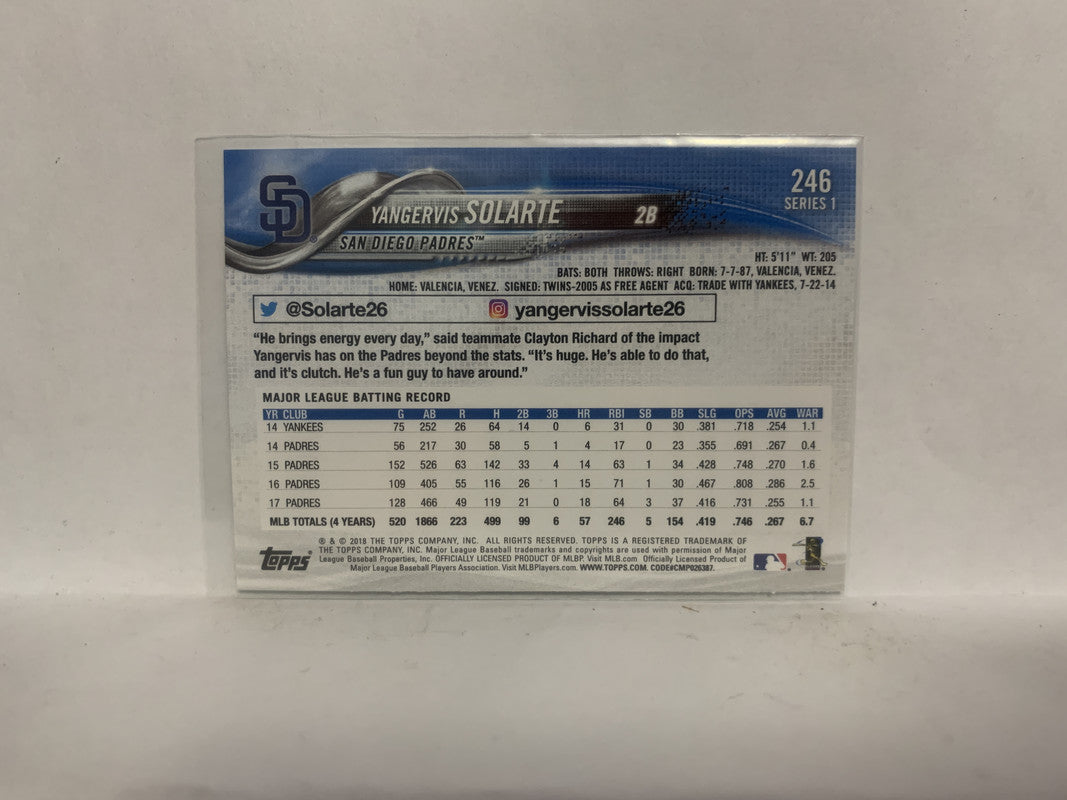 SD
YANGERVIS SOLARTE 2B
SAN DIEGO PADRES™
246
SERIES 1
HT: 5'11" WT: 205
BATS: BOTH THROWS: RIGHT BORN: 7-7-87, VALENCIA, VENEZ.
HOME: VALENCIA, VENEZ. SIGNED: TWINS-2005 AS FREE AGENT ACQ: TRADE WITH YANKEES, 7-22-14
@Solarte26 yangervissolarte26
“He brings energy every day,” said teammate Clayton Richard of the impact
Yangervis has on the Padres beyond the stats. “It’s huge. He’s able to do that,
and it’s clutch. He’s a fun guy to have around.”
MAJOR LEAGUE BATTING RECORD
YR CLUB G AB R H 2B 3B HR RBI SB BB SLG OPS AVG WAR
14 YANKEES 75 252 26 64 14 0 6 31 0 30 .381 .718 .254 1.1
14 PADRES 56 217 30 58 5 1 4 17 0 23 .355 .691 .267 0.4
15 PADRES 152 526 63 142 33 4 14 63 1 34 .428 .748 .270 1.6
16 PADRES 109 405 55 116 26 1 15 71 1 30 .467 .808 .286 2.5
17 PADRES 128 466 49 119 21 0 18 64 3 37 .416 .731 .255 1.1
MLB TOTALS (4 YEARS) 520 1866 223 499 99 6 57 246 5 154 .419 .746 .267 6.7
® & © 2018 THE TOPPS COMPANY, INC. ALL RIGHTS RESERVED. TOPPS IS A REGISTERED TRADEMARK OF
THE TOPPS COMPANY, INC. Major League Baseball trademarks and copyrights are used with permission of Major
League Baseball Properties, Inc. OFFICIALLY LICENSED PRODUCT OF MLBP. Visit MLB.com Officially Licensed Product of
Major League Baseball Players Association. Visit MLBPlayers.com. WWW.TOPPS.COM. CODE#CMP026387.
Topps